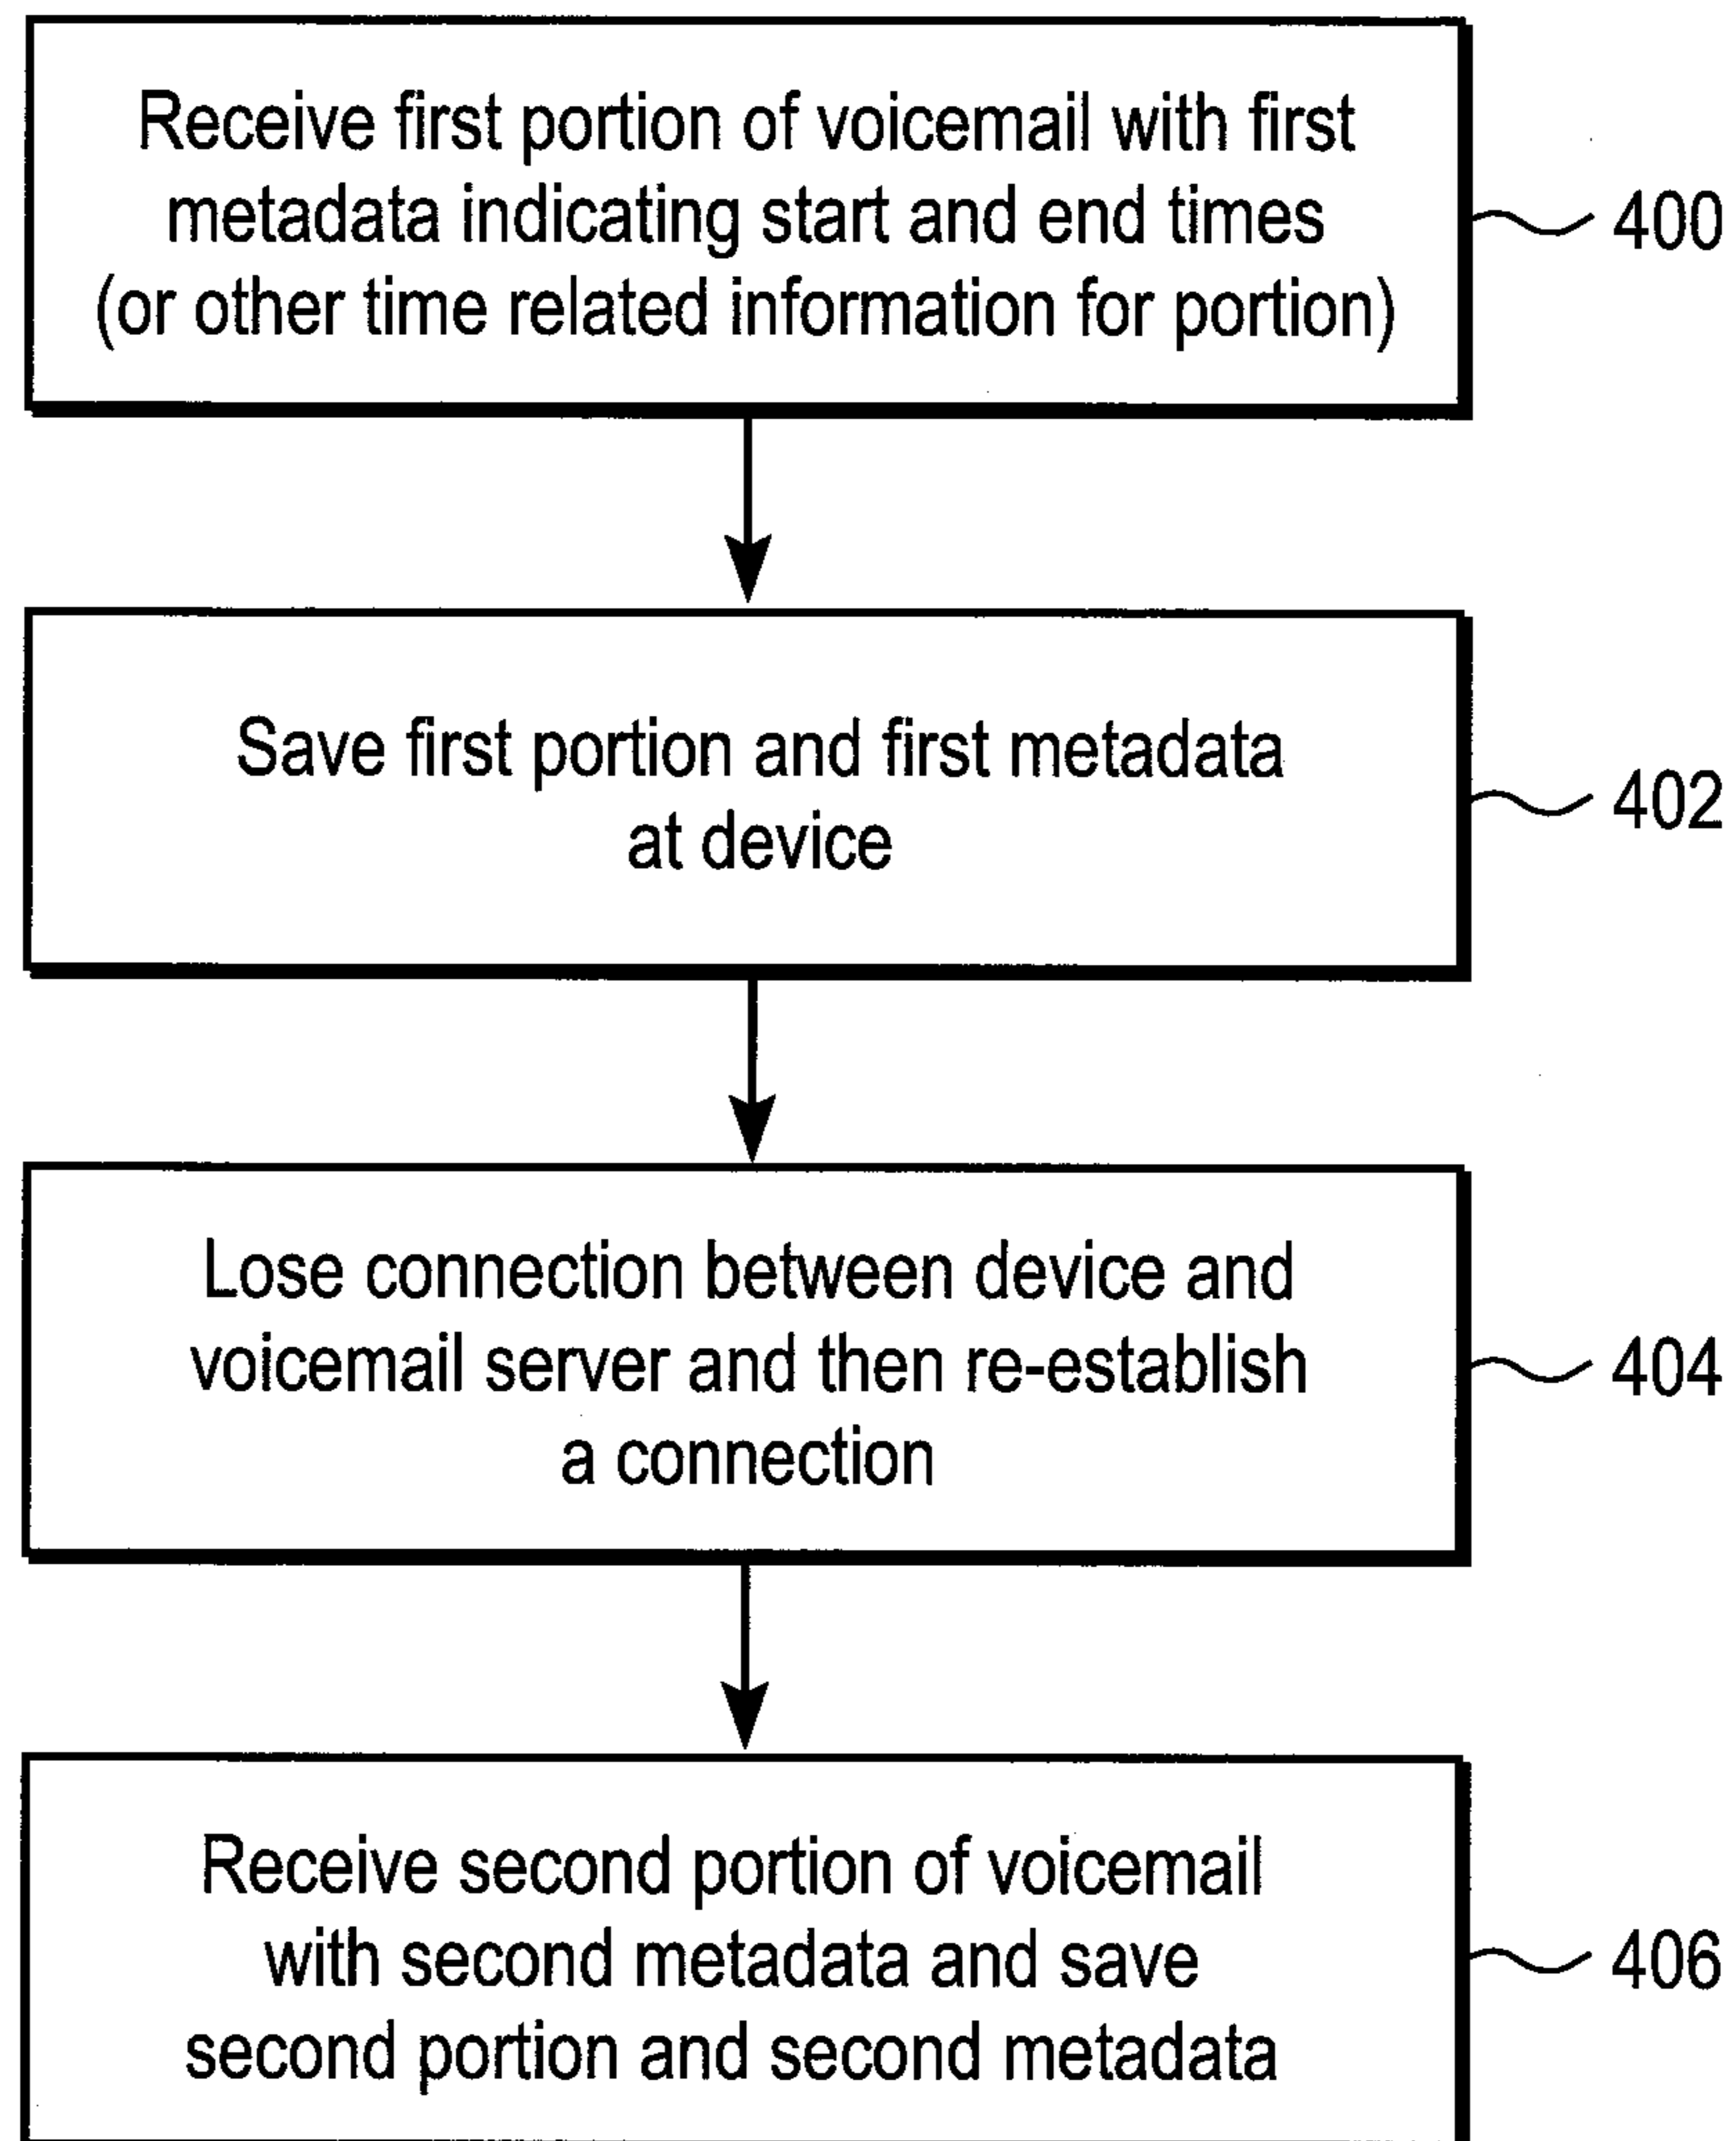 Receive first portion of voicemail with first
metadata indicating start and end times
(or other time related information for portion)
400
Save first portion and first metadata
at device
402
Lose connection between device and
voicemail server and then re-establish
a connection
404
Receive second portion of voicemail
with second metadata and save
second portion and second metadata
406